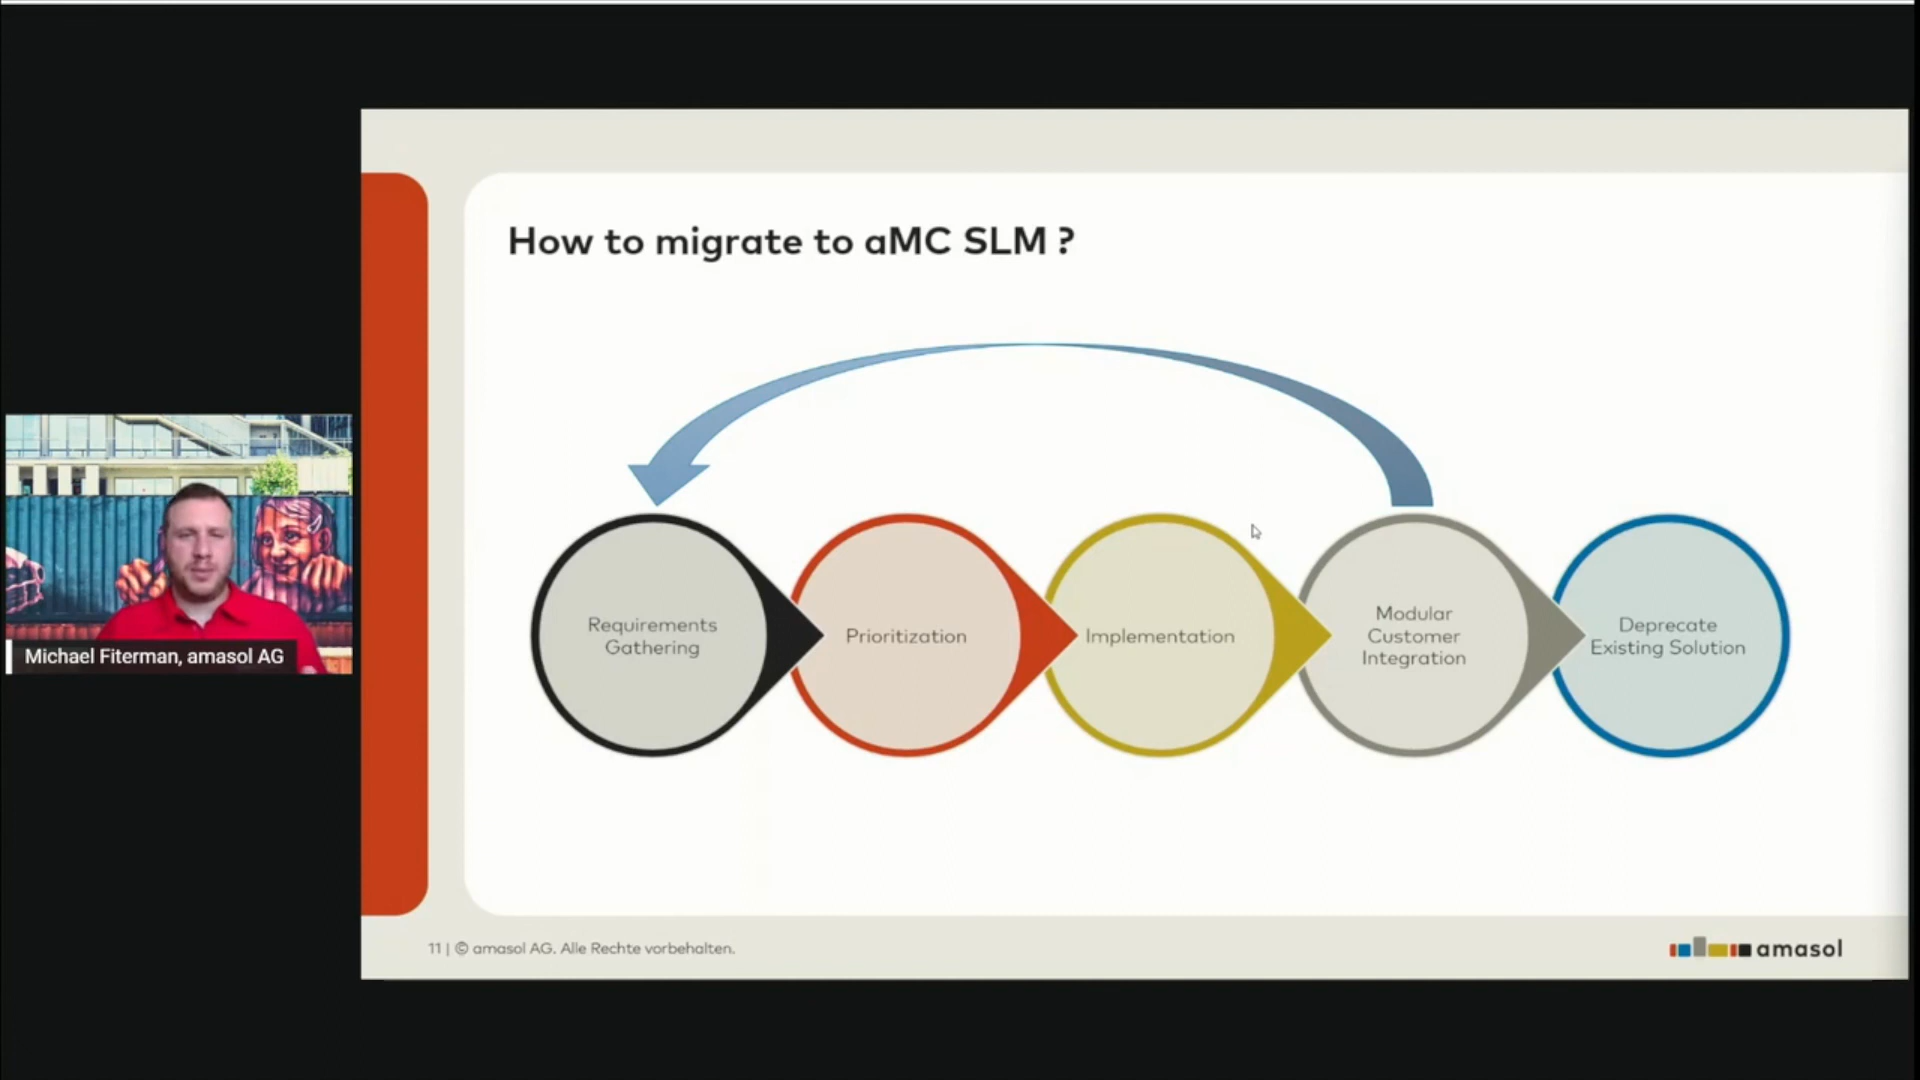 How to migrate to aMC SLM ?
Requirements
Gathering
Prioritization
Implementation
Modular
Customer
Integration
Deprecate
Existing Solution
Michael Fiterman, amasol AG
11 | © amasol AG. Alle Rechte vorbehalten.
amasol